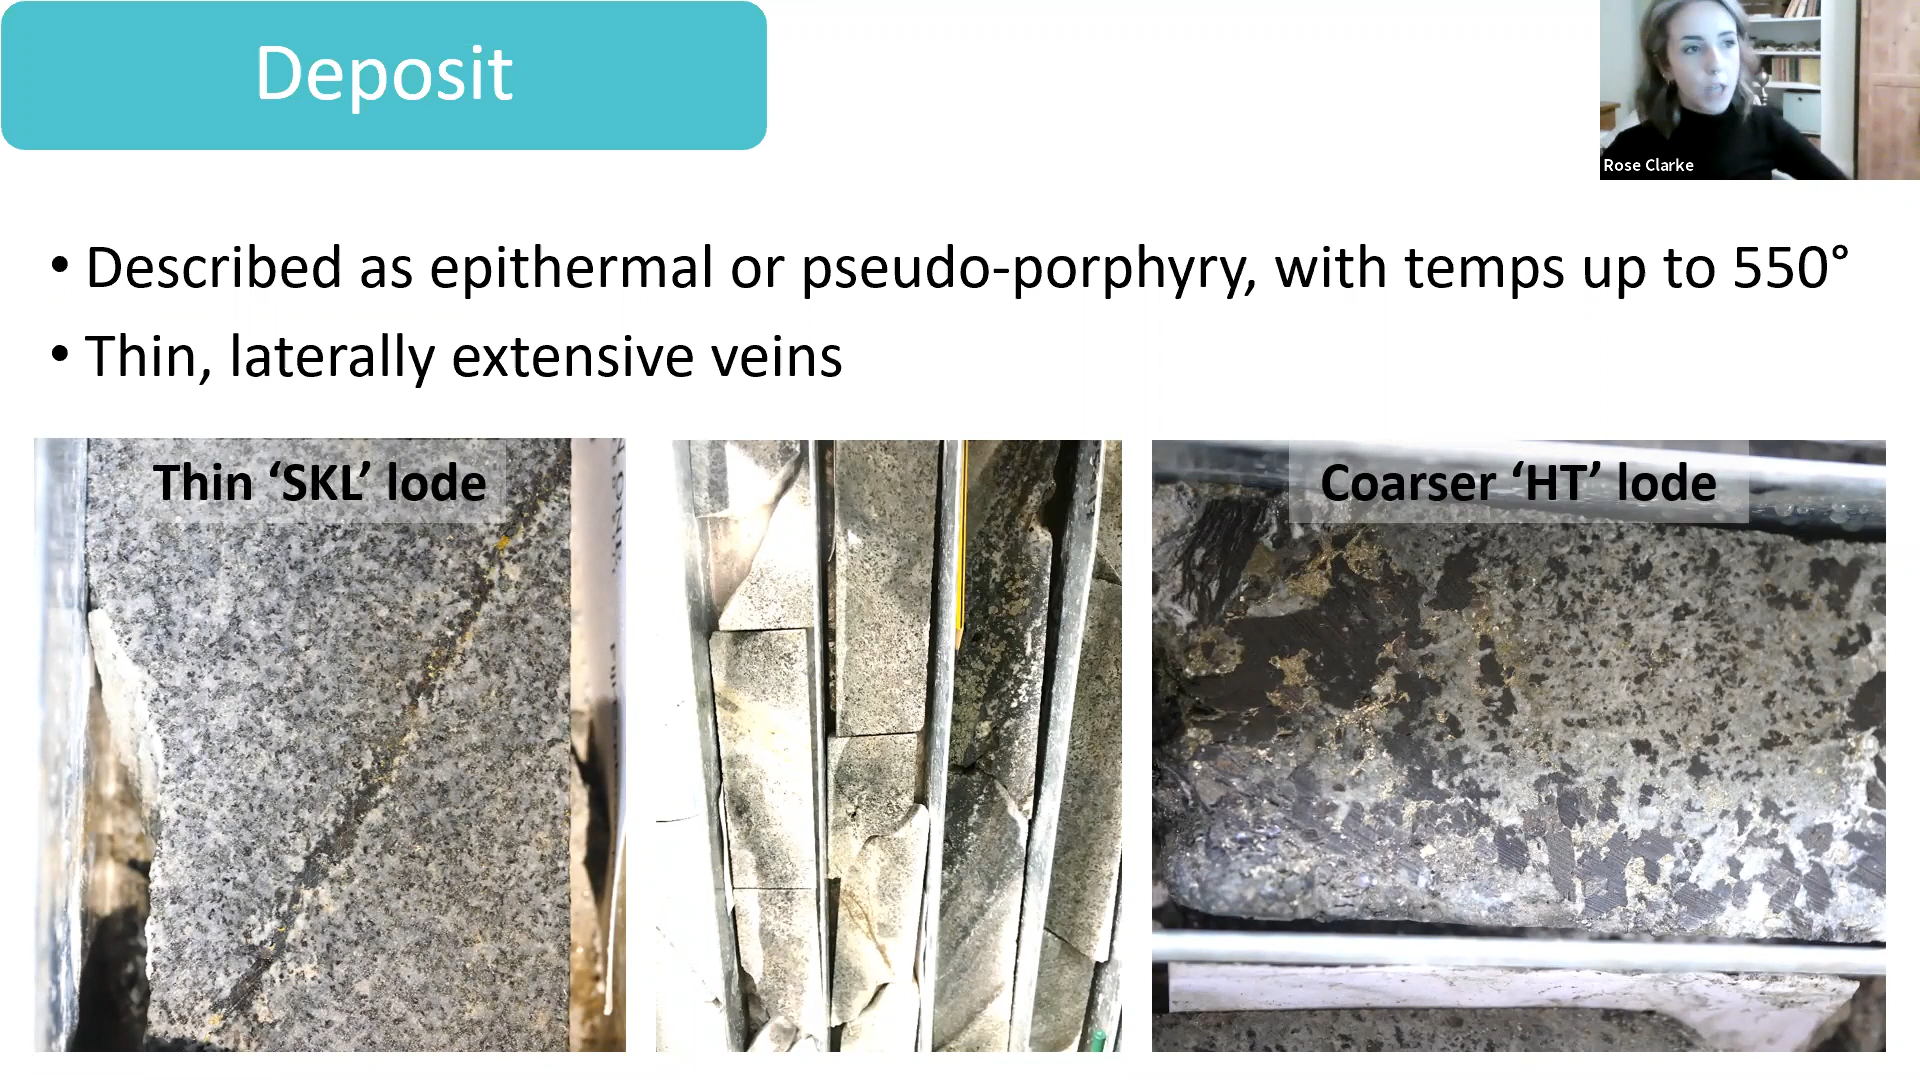 Deposit
Rose Clarke
• Described as epithermal or pseudo-porphyry, with temps up to 550°
• Thin, laterally extensive veins
Thin ‘SKL’ lode
Coarser ‘HT’ lode